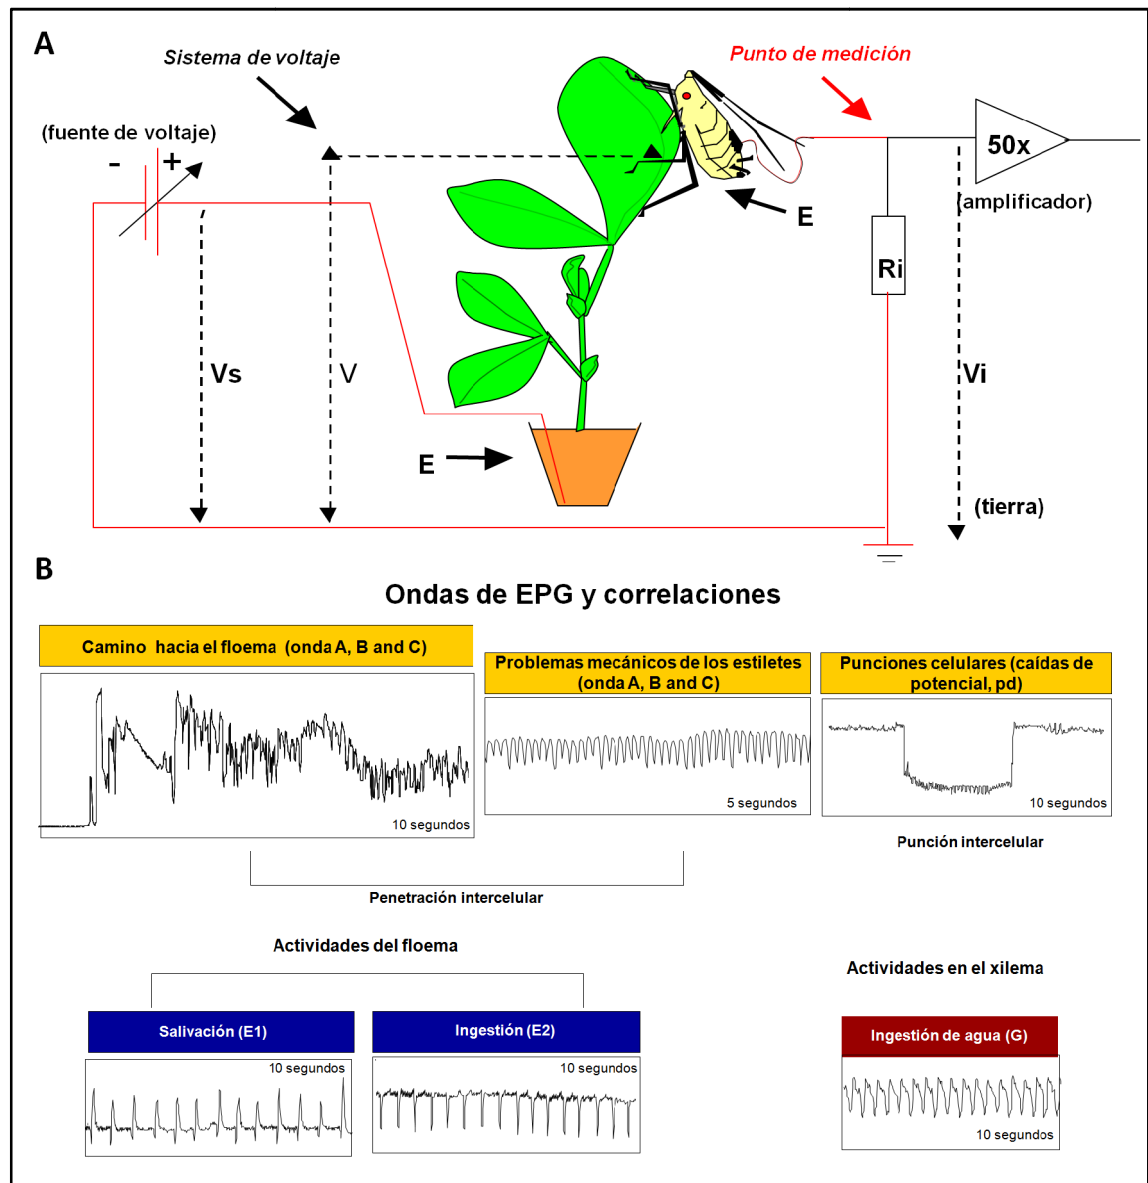 A
Sistema de voltaje
Punto de medición
(fuente de voltaje)
- +
50x
(amplificador)
E
Ri
Vs
V
Vi
E
(tierra)
B
Ondas de EPG y correlaciones
Camino hacia el floema (onda A, B and C)
10 segundos
Problemas mecánicos de los estiletes
(onda A, B and C)
5 segundos
Punciones celulares (caídas de
potencial, pd)
10 segundos
Punción intercelular
Penetración intercelular
Actividades del floema
Actividades en el xilema
Salivación (E1)
10 segundos
Ingestión (E2)
10 segundos
Ingestión de agua (G)
10 segundos